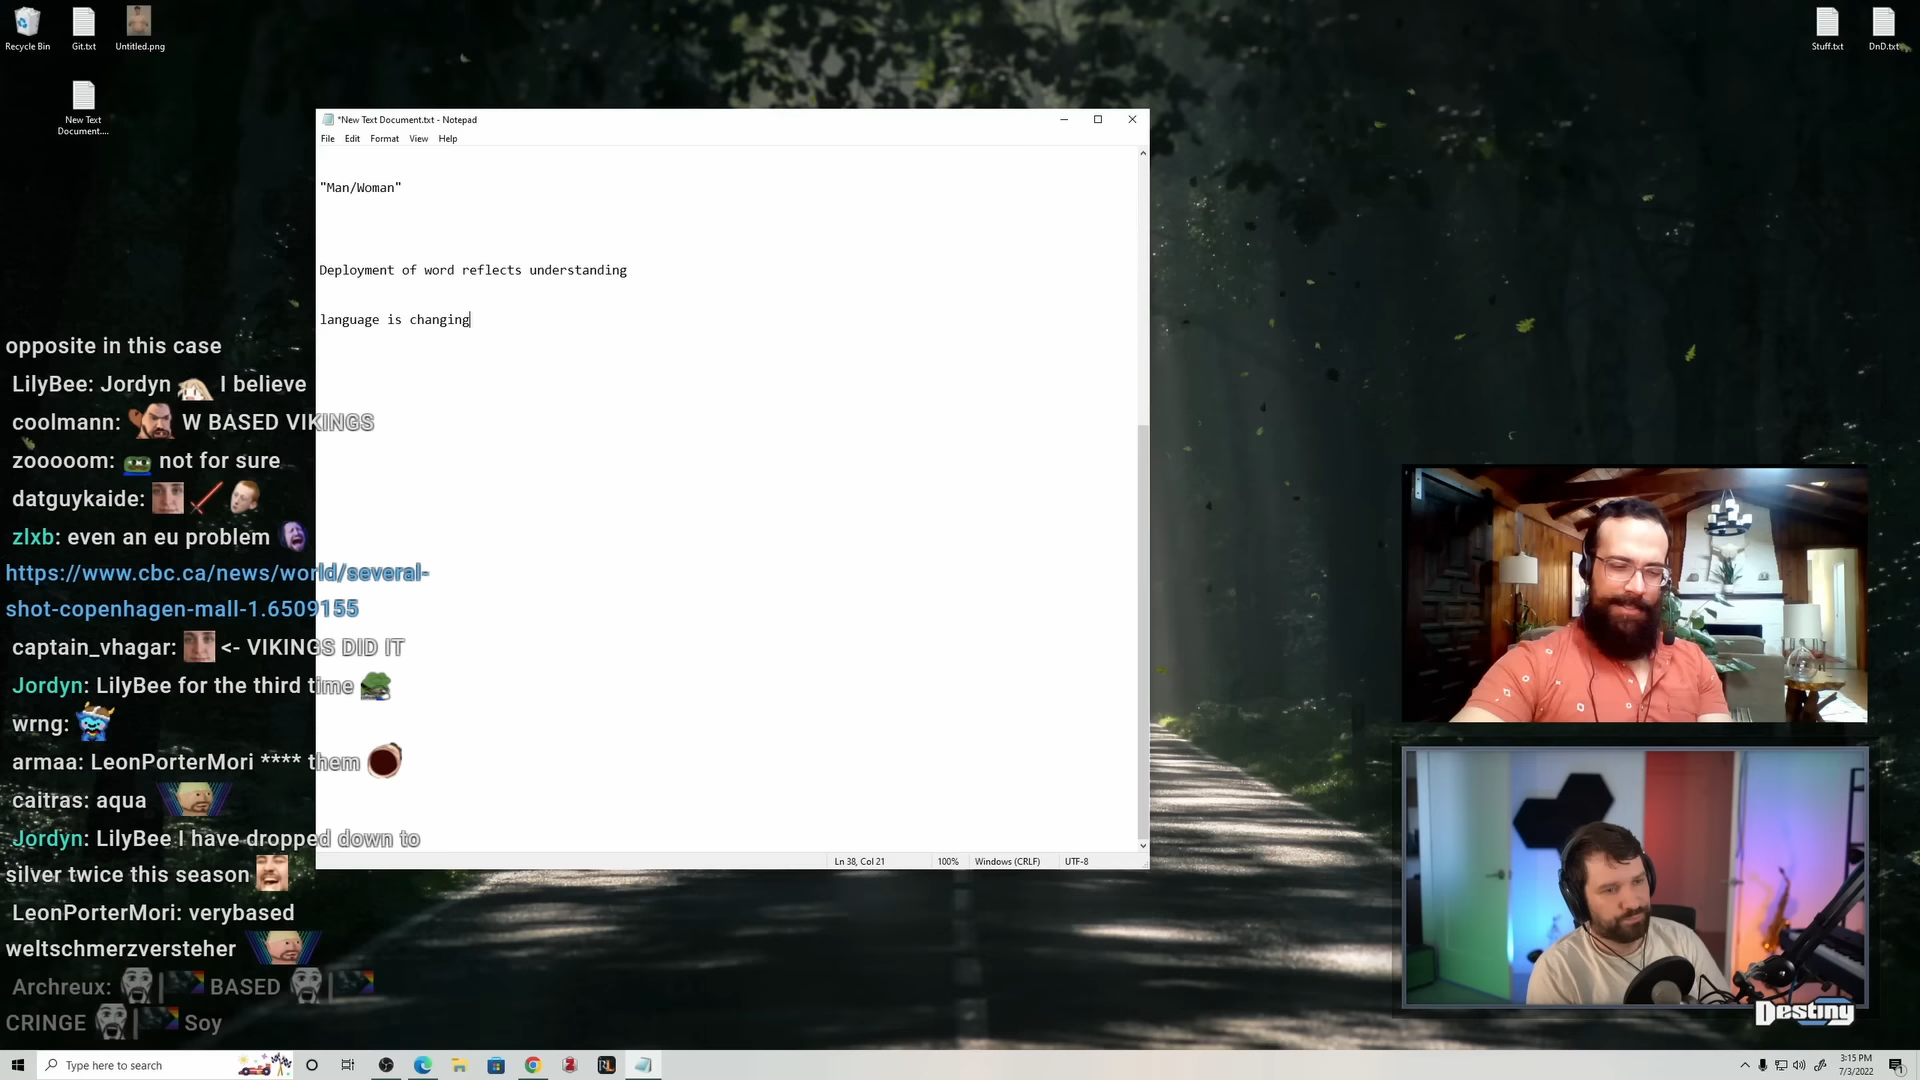 Recycle Bin
Git.txt
Untitled.png
New Text
Document....
Stuff.txt
DnD.txt
*New Text Document.txt - Notepad
File Edit Format View Help
"Man/Woman"
Deployment of word reflects understanding
language is changing
Ln 38, Col 21
100%
Windows (CRLF)
UTF-8
opposite in this case
LilyBee: Jordyn I believe
coolmann: W BASED VIKINGS
zooooom: not for sure
datguykaide:
zlxb: even an eu problem
https://www.cbc.ca/news/world/several-
shot-copenhagen-mall-1.6509155
captain_vhagar: <- VIKINGS DID IT
Jordyn: LilyBee for the third time
wrng:
armaa: LeonPorterMori **** them
caitras: aqua
Jordyn: LilyBee I have dropped down to
silver twice this season
LeonPorterMori: verybased
weltschmerzversteher
Archreux: | BASED |
CRINGE | Soy
Destiny
Type here to search
3:15 PM
7/3/2022